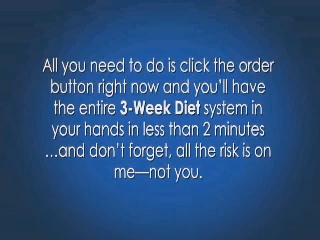 All you need to do is click the order
button right now and you'll have
the entire 3-Week Diet system in
your hands in less than 2 minutes
...and don't forget, all the risk is on
me—not you.